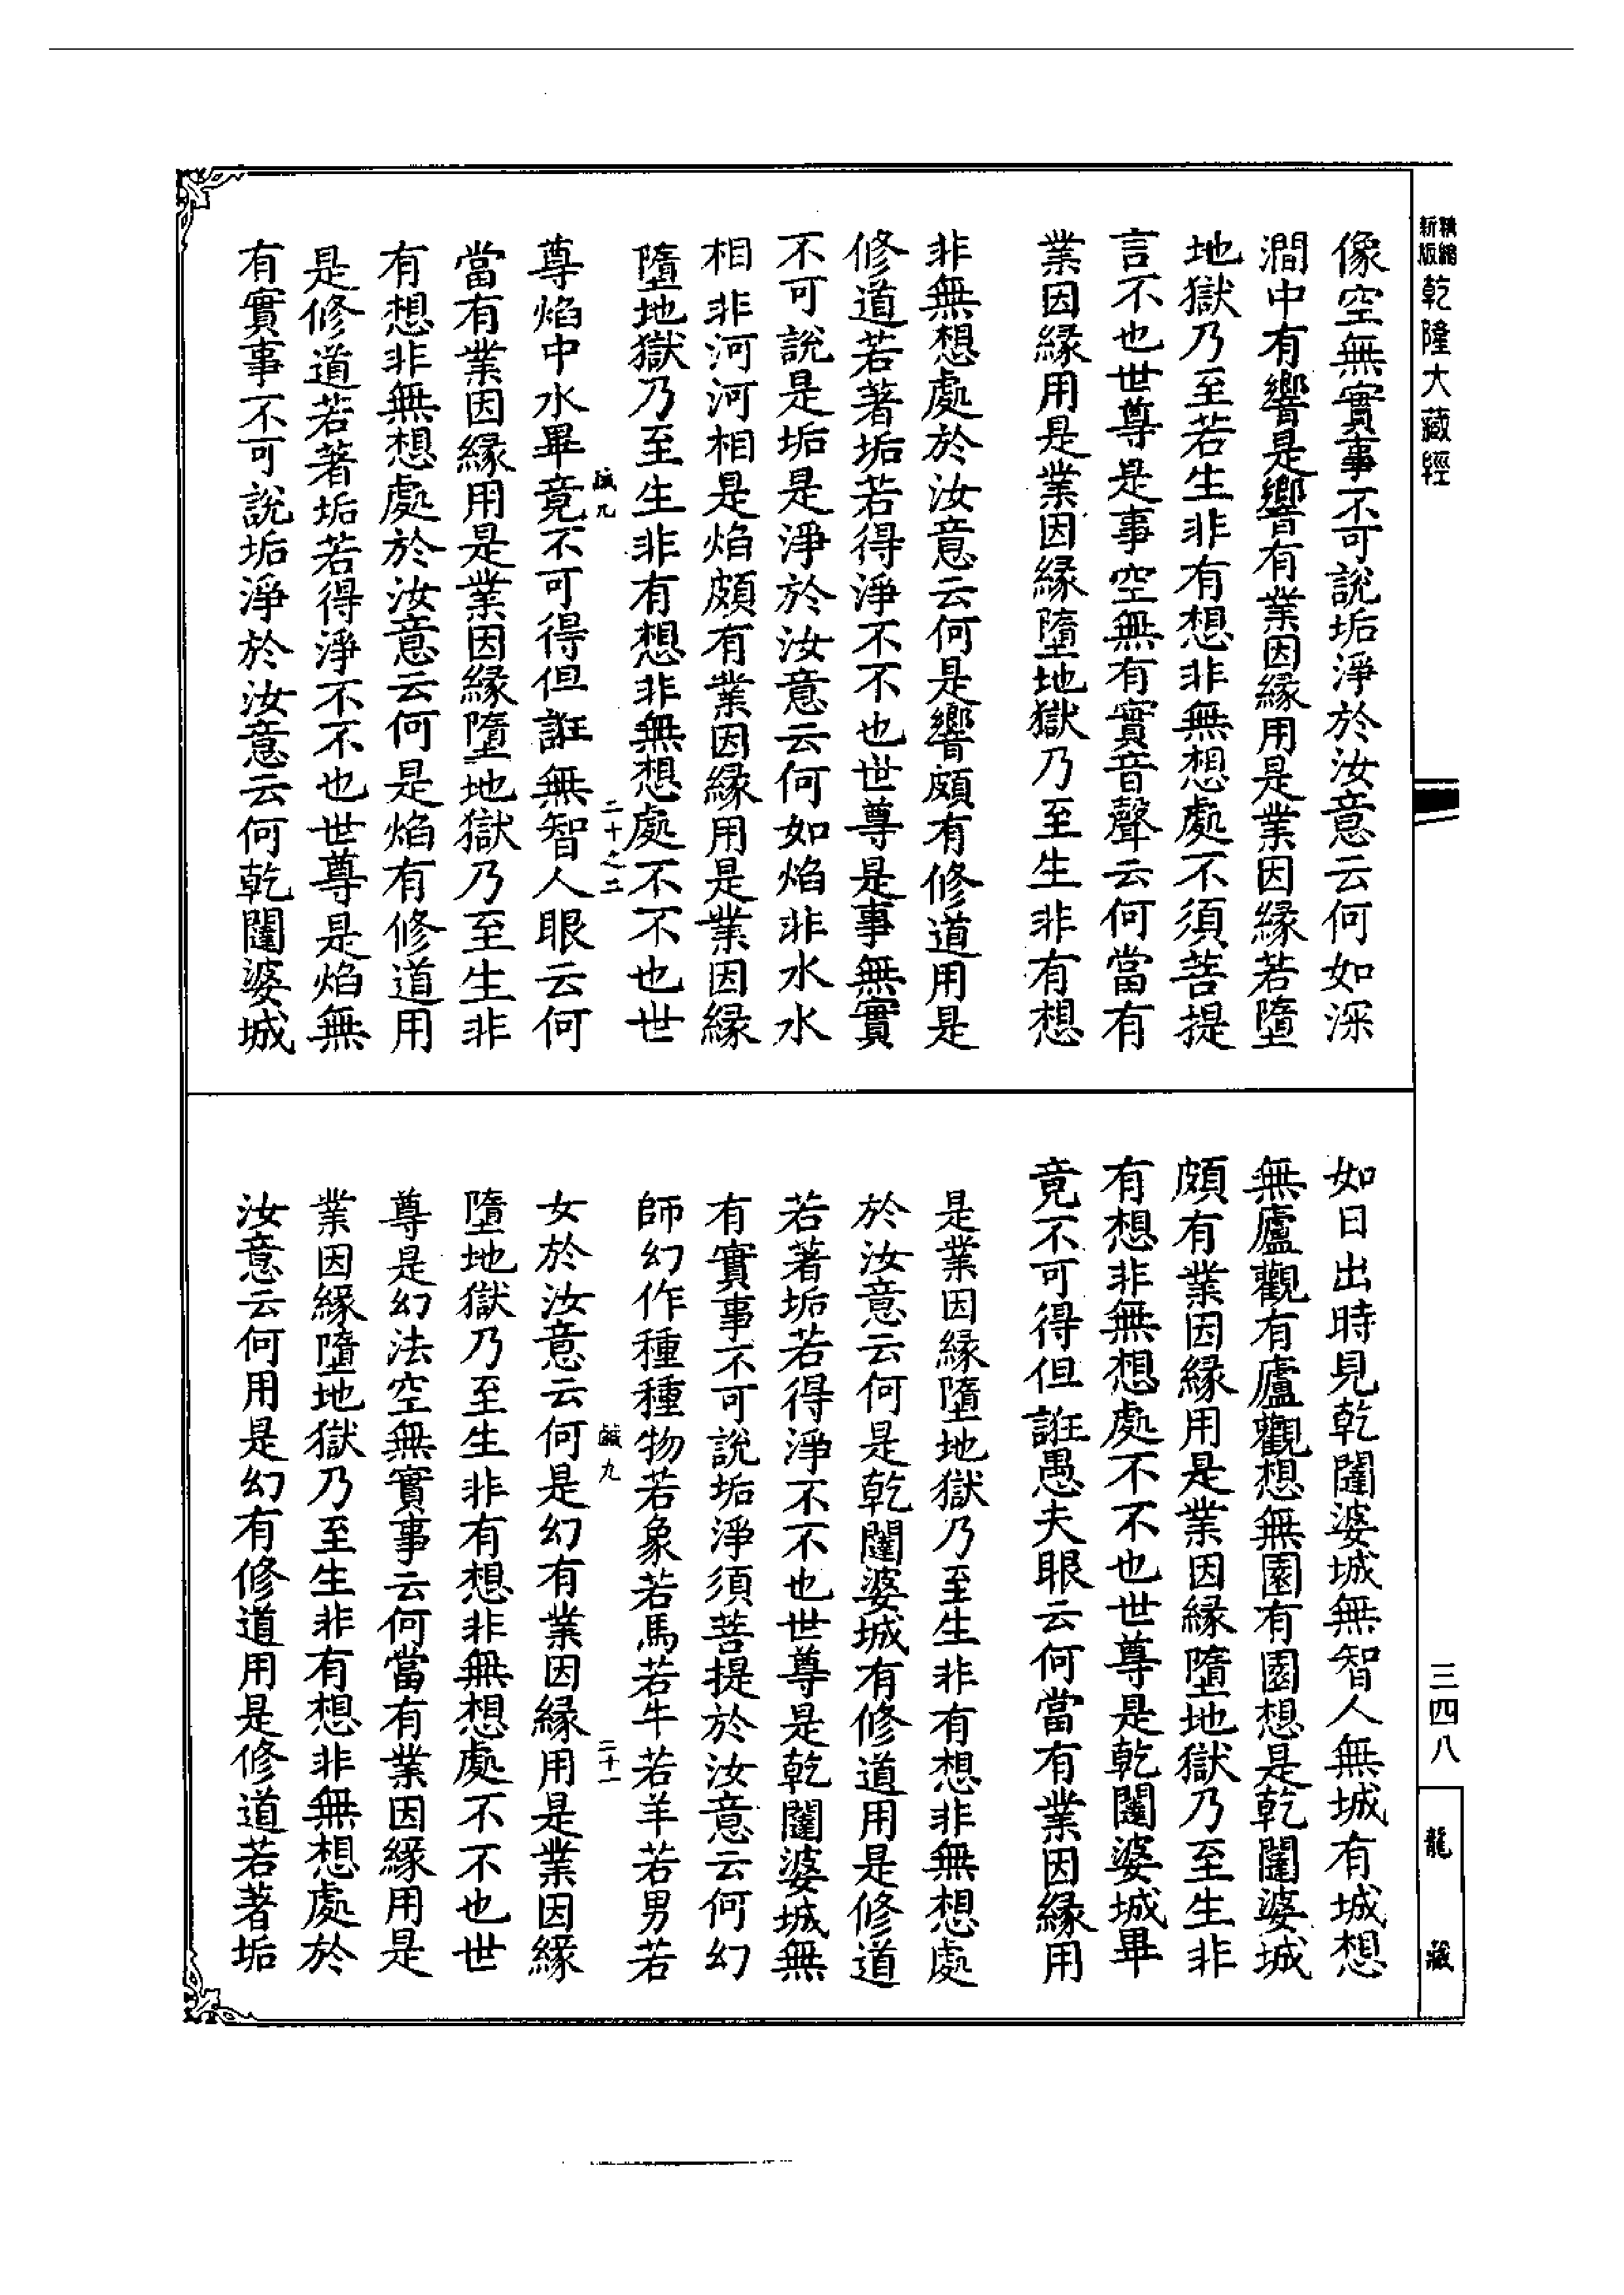 精縮新版乾隆大藏經
像空無實事不可說垢淨於汝意云何如深
澗中有響是響有業因緣用是業因緣若墮
地獄乃至若生非有想非無想處不須菩提
言不也世尊是事空無有實音聲云何當有
業因緣用是業因緣墮地獄乃至生非有想
非無想處於汝意云何是響頗有修道用是
修道若著垢若得淨不不也世尊是事無實
不可說是垢是淨於汝意云何如焰非水水
相非河河相是焰頗有業因緣用是業因緣
墮地獄乃至生非有想非無想處不不也世
九 二十之二
尊焰中水畢竟不可得但誑無智人眼云何
當有業因緣用是業因緣墮地獄乃至生非
有想非無想處於汝意云何是焰有修道用
是修道若著垢若得淨不不也世尊是焰無
有實事不可說垢淨於汝意云何乾闥婆城
如日出時見乾闥婆城無智人無城有城想
無廬觀有廬觀想無園有園想是乾闥婆城
頗有業因緣用是業因緣墮地獄乃至生非
有想非無想處不不也世尊是乾闥婆城畢
竟不可得但誑愚夫眼云何當有業因緣用
是業因緣墮地獄乃至生非有想非無想處
於汝意云何是乾闥婆城有修道用是修道
若著垢若得淨不不也世尊是乾闥婆城無
有實事不可說垢淨須菩提於汝意云何幻
師幻作種種物若象若馬若牛若羊若男若
九 二十一
女於汝意云何是幻有業因緣用是業因緣
墮地獄乃至生非有想非無想處不不也世
尊是幻法空無實事云何當有業因緣用是
業因緣墮地獄乃至生非有想非無想處於
汝意云何用是幻有修道用是修道若著垢
三四八
龍藏